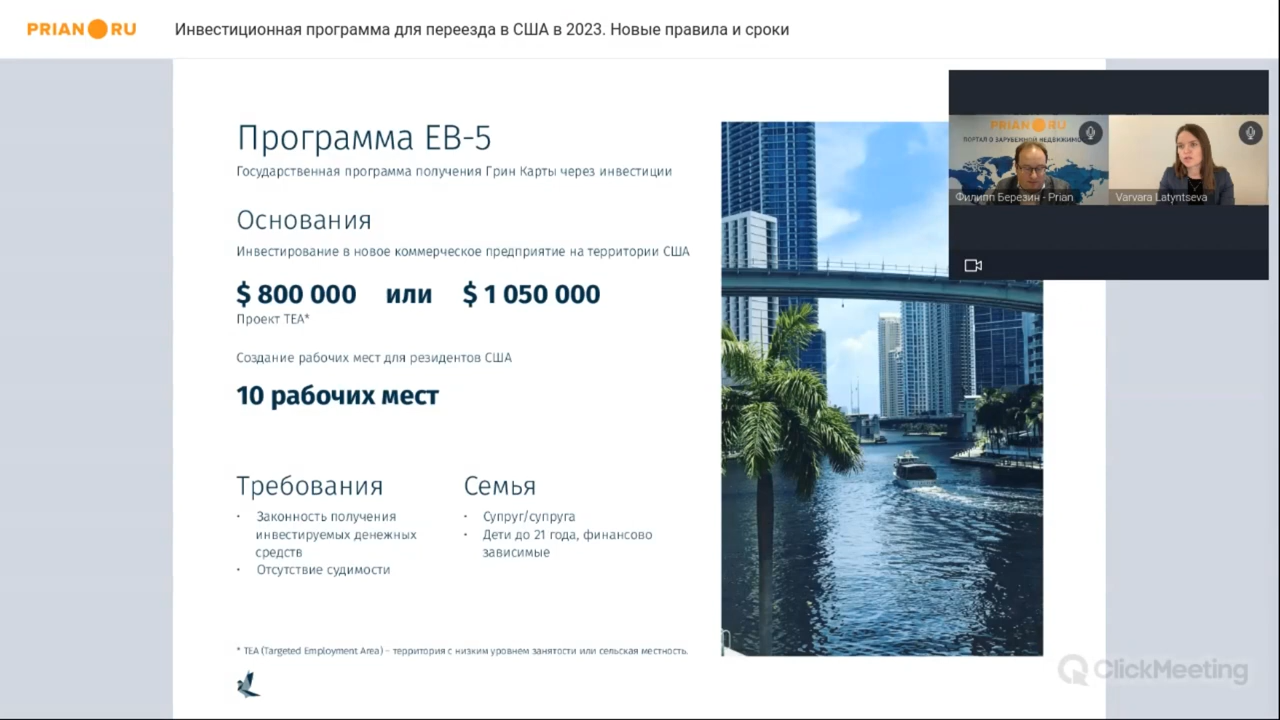 PRIAN RU
Инвестиционная программа для переезда в США в 2023. Новые правила и сроки
Программа EB-5
Государственная программа получения Грин Карты через инвестиции
Основания
Инвестирование в новое коммерческое предприятие на территории США
$ 800 000 или $ 1 050 000
Проект TEA*
Создание рабочих мест для резидентов США
10 рабочих мест
Требования
• Законность получения
инвестируемых денежных
средств
• Отсутствие судимости
Семья
• Супруг/супруга
• Дети до 21 года, финансово
зависимые
* TEA (Targeted Employment Area) – территория с низким уровнем занятости или сельская местность.
PRIAN RU
ПОРТАЛ О ЗАРУБЕЖНОЙ НЕДВИЖИМО
Филипп Березин - Prian
Varvara Latyntseva
ClickMeeting